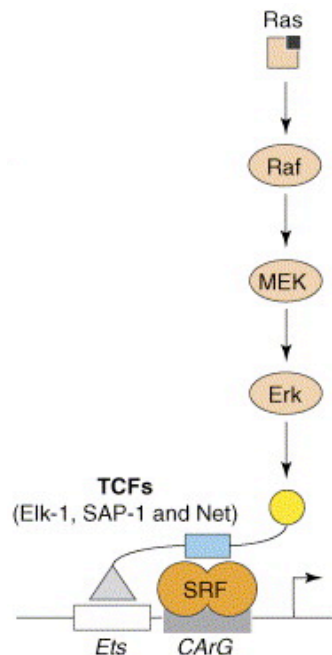 Ras
Raf
MEK
Erk
TCFs
(Elk-1, SAP-1 and Net)
SRF
Ets
CArG